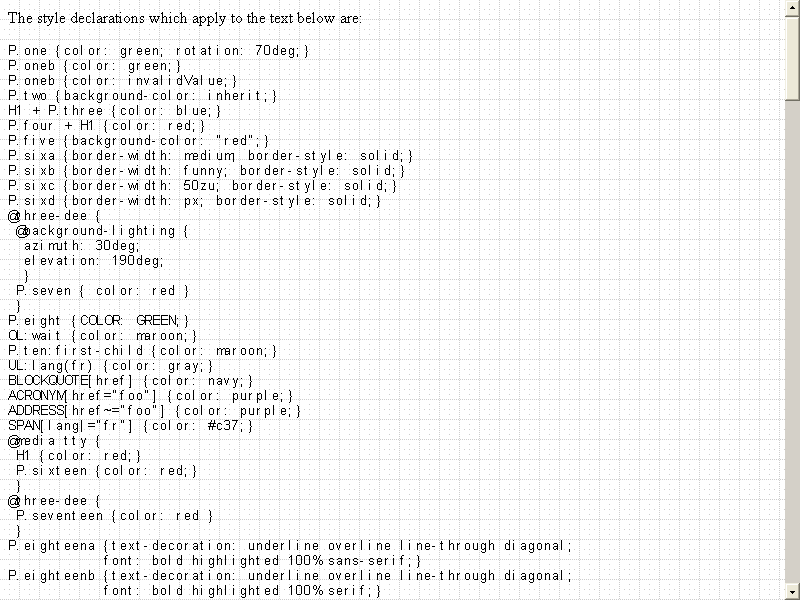 The style declarations which apply to the text below are:
P.one {color: green; rotation: 70deg;}
P.oneb {color: green;}
P.oneb {color: invalidValue;}
P.two {background-color: inherit;}
H1 + P.three {color: blue;}
P.four + H1 {color: red;}
P.five {background-color: "red";}
P.sixa {border-width: medium; border-style: solid;}
P.sixb {border-width: funny; border-style: solid;}
P.sixc {border-width: 50zu; border-style: solid;}
P.sixd {border-width: px; border-style: solid;}
@three-dee {
@background-lighting {
azimuth: 30deg;
elevation: 190deg;
}
P.seven { color: red }
}
P.eight {COLOR: GREEN;}
OL:wait {color: maroon;}
P.ten:first-child {color: maroon;}
UL:lang(fr) {color: gray;}
BLOCKQUOTE[href] {color: navy;}
ACRONYM[href="foo"] {color: purple;}
ADDRESS[href~="foo"] {color: purple;}
SPAN[lang|="fr"] {color: #c37;}
@media tty {
H1 {color: red;}
P.sixteen {color: red;}
}
@three-dee {
P.seventeen {color: red }
}
P.eighteena {text-decoration: underline overline line-through diagonal;
font: bold highlighted 100% sans-serif;}
P.eighteenb {text-decoration: underline overline line-through diagonal;
font: bold highlighted 100% serif;}